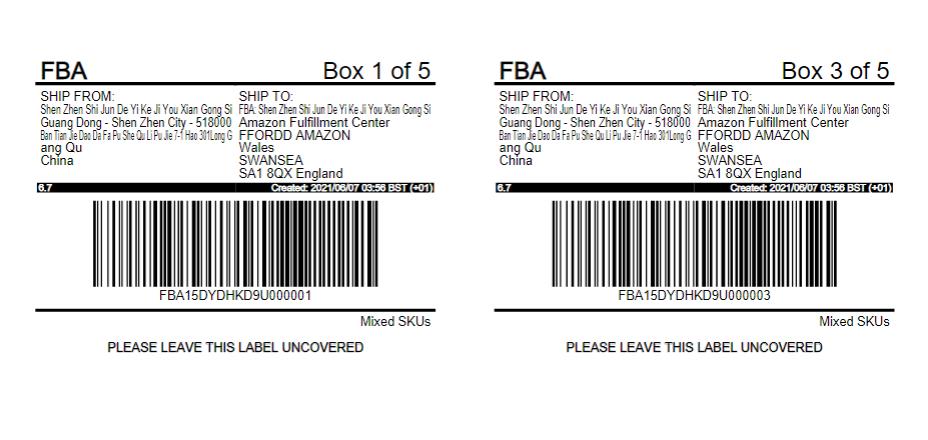 FBA Box 1 of 5
SHIP FROM:
Shen Zhen Shi Jun De Yi Ke Ji You Xian Gong Si
Guang Dong - Shen Zhen City - 518000
Ban Tian Jie Dao Da Fa Pu She Qu Li Pu Jie 7-1 Hao 301Long G
ang Qu
China
SHIP TO:
FBA: Shen Zhen Shi Jun De Yi Ke Ji You Xian Gong Si
Amazon Fulfillment Center
FFORDD AMAZON
Wales
SWANSEA
SA1 8QX England
6.7 Created: 2021/06/07 03:56 BST (+01)
FBA15DYDHKD9U000001
Mixed SKUs
PLEASE LEAVE THIS LABEL UNCOVERED
FBA Box 3 of 5
SHIP FROM:
Shen Zhen Shi Jun De Yi Ke Ji You Xian Gong Si
Guang Dong - Shen Zhen City - 518000
Ban Tian Jie Dao Da Fa Pu She Qu Li Pu Jie 7-1 Hao 301Long G
ang Qu
China
SHIP TO:
FBA: Shen Zhen Shi Jun De Yi Ke Ji You Xian Gong Si
Amazon Fulfillment Center
FFORDD AMAZON
Wales
SWANSEA
SA1 8QX England
6.7 Created: 2021/06/07 03:56 BST (+01)
FBA15DYDHKD9U000003
Mixed SKUs
PLEASE LEAVE THIS LABEL UNCOVERED